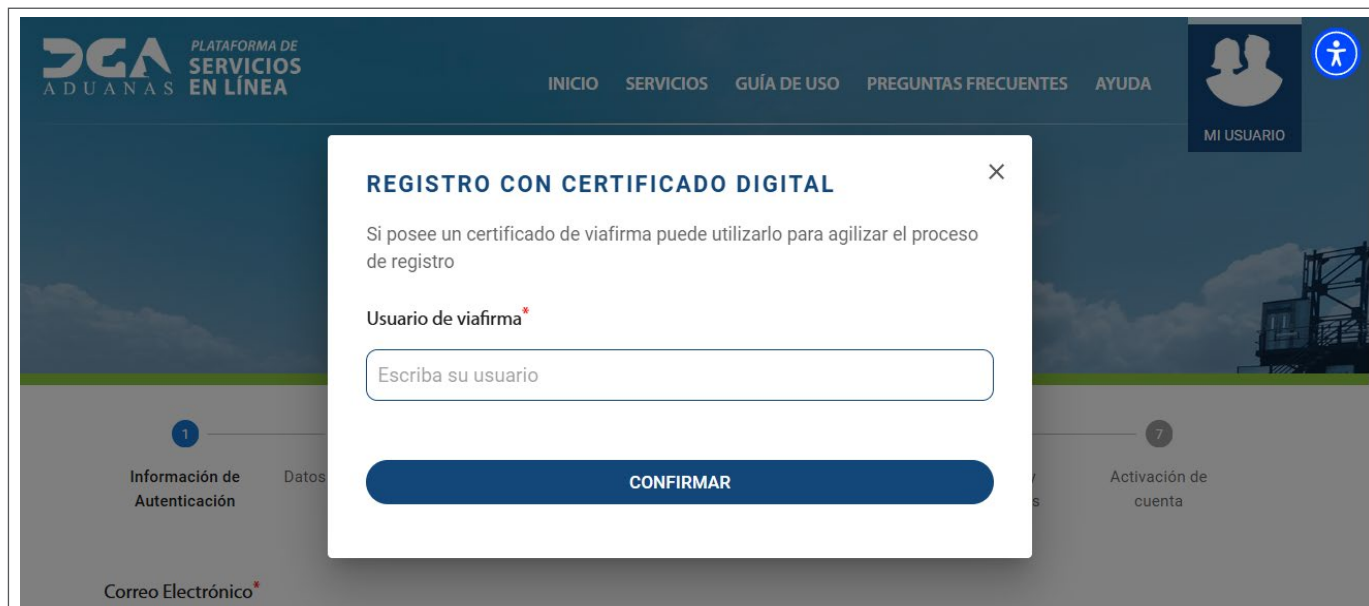 DGA
ADUANAS
PLATAFORMA DE
SERVICIOS
EN LÍNEA
INICIO SERVICIOS GUÍA DE USO PREGUNTAS FRECUENTES AYUDA
MI USUARIO
REGISTRO CON CERTIFICADO DIGITAL
Si posee un certificado de viafirma puede utilizarlo para agilizar el proceso
de registro
Usuario de viafirma*
Escriba su usuario
CONFIRMAR
1
Información de
Autenticación
Datos
7
Activación de
cuenta
Correo Electrónico*